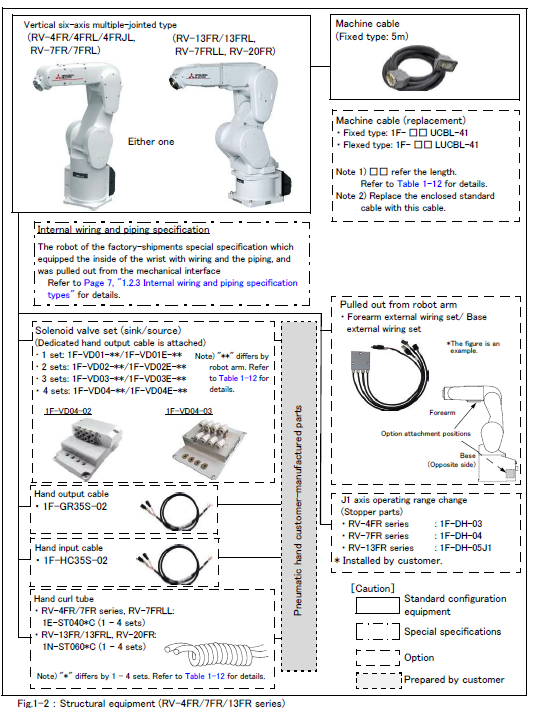 Vertical six-axis multiple-jointed type
(RV-4FR/4FRL/4FRJL,
RV-7FR/7FRL)
(RV-13FR/13FRL,
RV-7FRLL, RV-20FR)
Either one
Machine cable
(Fixed type: 5m)
Machine cable (replacement)
・Fixed type: 1F- □□ UCBL-41
・Flexed type: 1F- □□ LUCBL-41
Note 1) □□ refer the length.
Refer to Table 1-12 for details.
Note 2) Replace the enclosed standard
cable with this cable.
Internal wiring and piping specification
The robot of the factory-shipments special specification which
equipped the inside of the wrist with wiring and the piping, and
was pulled out from the mechanical interface
Refer to Page 7, "1.2.3 Internal wiring and piping specification
types" for details.
Solenoid valve set (sink/source)
(Dedicated hand output cable is attached)
・1 set: 1F-VD01-**/1F-VD01E-**
・2 sets: 1F-VD02-**/1F-VD02E-**
・3 sets: 1F-VD03-**/1F-VD03E-**
・4 sets: 1F-VD04-**/1F-VD04E-**
Note) "**" differs by
robot arm. Refer
to Table 1-12 for
details.
1F-VD04-02
1F-VD04-03
Hand output cable
・1F-GR35S-02
Hand input cable
・1F-HC35S-02
Hand curl tube
・RV-4FR/7FR series, RV-7FRLL:
1E-ST040*C (1 - 4 sets)
・RV-13FR/13FRL, RV-20FR:
1N-ST060*C (1 - 4 sets)
Note) "*" differs by 1 - 4 sets. Refer to Table 1-12 for details.
Pneumatic hand customer-manufactured parts
Pulled out from robot arm
・Forearm external wiring set/ Base
external wiring set
*The figure is an
example.
Forearm
Option attachment positions
Base
(Opposite side)
J1 axis operating range change
(Stopper parts)
・RV-4FR series : 1F-DH-03
・RV-7FR series : 1F-DH-04
・RV-13FR series : 1F-DH-05J1
* Installed by customer.
[Caution]
Standard configuration
equipment
Special specifications
Option
Prepared by customer
Fig.1-2 : Structural equipment (RV-4FR/7FR/13FR series)